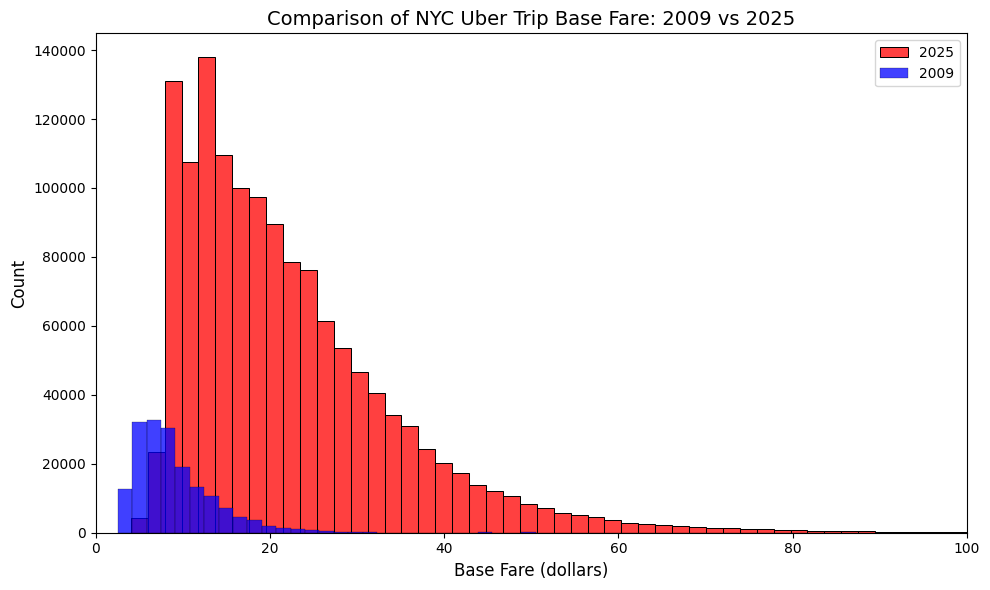 Comparison of NYC Uber Trip Base Fare: 2009 vs 2025
2025
2009
Count
140000
120000
100000
80000
60000
40000
20000
0
0 20 40 60 80 100
Base Fare (dollars)